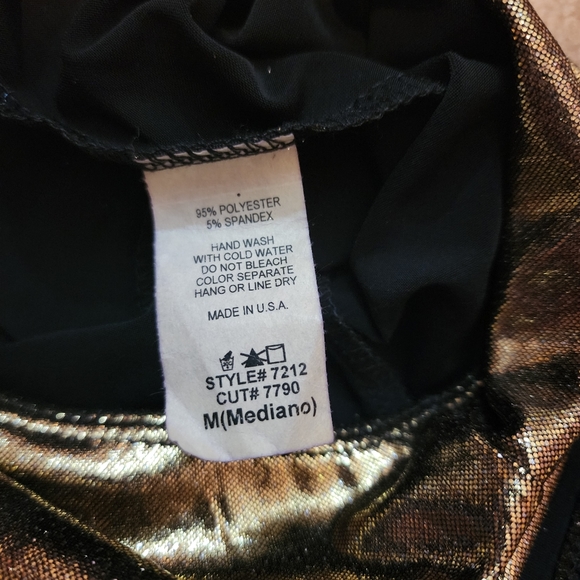 95% POLYESTER
5% SPANDEX
HAND WASH
WITH COLD WATER
DO NOT BLEACH
COLOR SEPARATE
HANG OR LINE DRY
MADE IN U.S.A.
STYLE# 7212
CUT# 7790
M(Mediano)